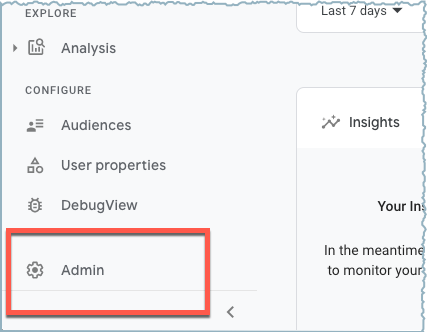 EXPLORE
Analysis
CONFIGURE
Audiences
User properties
DebugView
Admin
Last 7 days
Insights
Your Ins
In the meantime
to monitor your